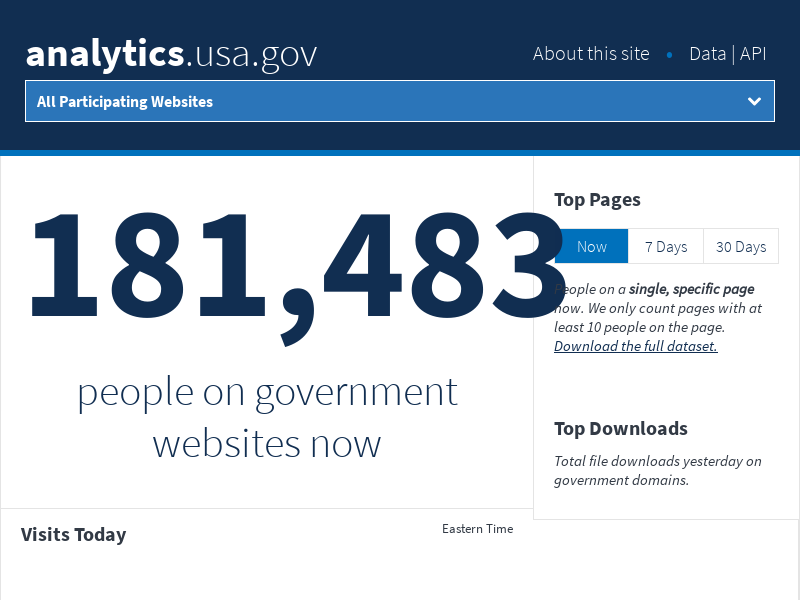 analytics.usa.gov
About this site • Data | API
All Participating Websites
181,483
people on government
websites now
Top Pages
Now 7 Days 30 Days
People on a single, specific page
now. We only count pages with at
least 10 people on the page.
Download the full dataset.
Top Downloads
Total file downloads yesterday on
government domains.
Visits Today
Eastern Time